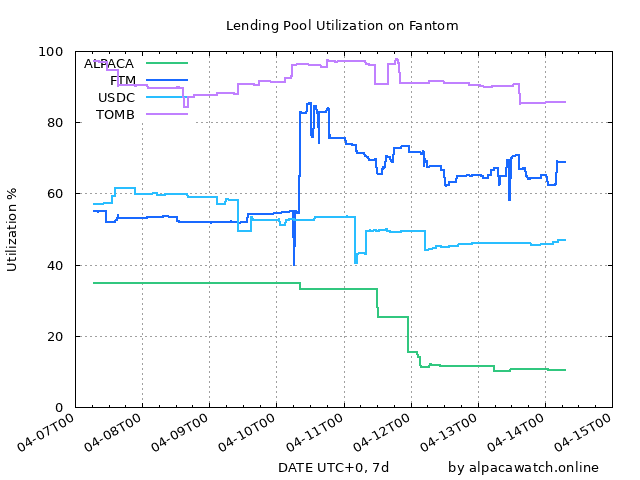 Lending Pool Utilization on Fantom
100
80
60
40
20
0
Utilization %
ALPACA
FTM
USDC
TOMB
04-07T00
04-08T00
04-09T00
04-10T00
04-11T00
04-12T00
04-13T00
04-14T00
04-15T00
DATE UTC+0, 7d by alpacawatch.online